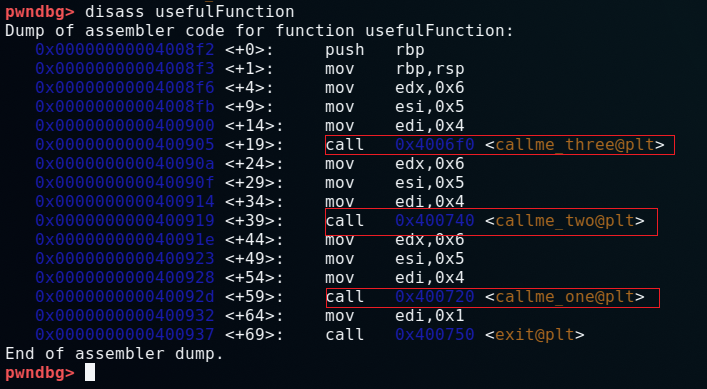 pwndbg> disass usefulFunction
Dump of assembler code for function usefulFunction:
   0x00000000004008f2 <+0>:     push   rbp
   0x00000000004008f3 <+1>:     mov    rbp,rsp
   0x00000000004008f6 <+4>:     mov    edx,0x6
   0x00000000004008fb <+9>:     mov    esi,0x5
   0x0000000000400900 <+14>:    mov    edi,0x4
   0x0000000000400905 <+19>:    call   0x4006f0 <callme_three@plt>
   0x000000000040090a <+24>:    mov    edx,0x6
   0x000000000040090f <+29>:    mov    esi,0x5
   0x0000000000400914 <+34>:    mov    edi,0x4
   0x0000000000400919 <+39>:    call   0x400740 <callme_two@plt>
   0x000000000040091e <+44>:    mov    edx,0x6
   0x0000000000400923 <+49>:    mov    esi,0x5
   0x0000000000400928 <+54>:    mov    edi,0x4
   0x000000000040092d <+59>:    call   0x400720 <callme_one@plt>
   0x0000000000400932 <+64>:    mov    edi,0x1
   0x0000000000400937 <+69>:    call   0x400750 <exit@plt>
End of assembler dump.
pwndbg>